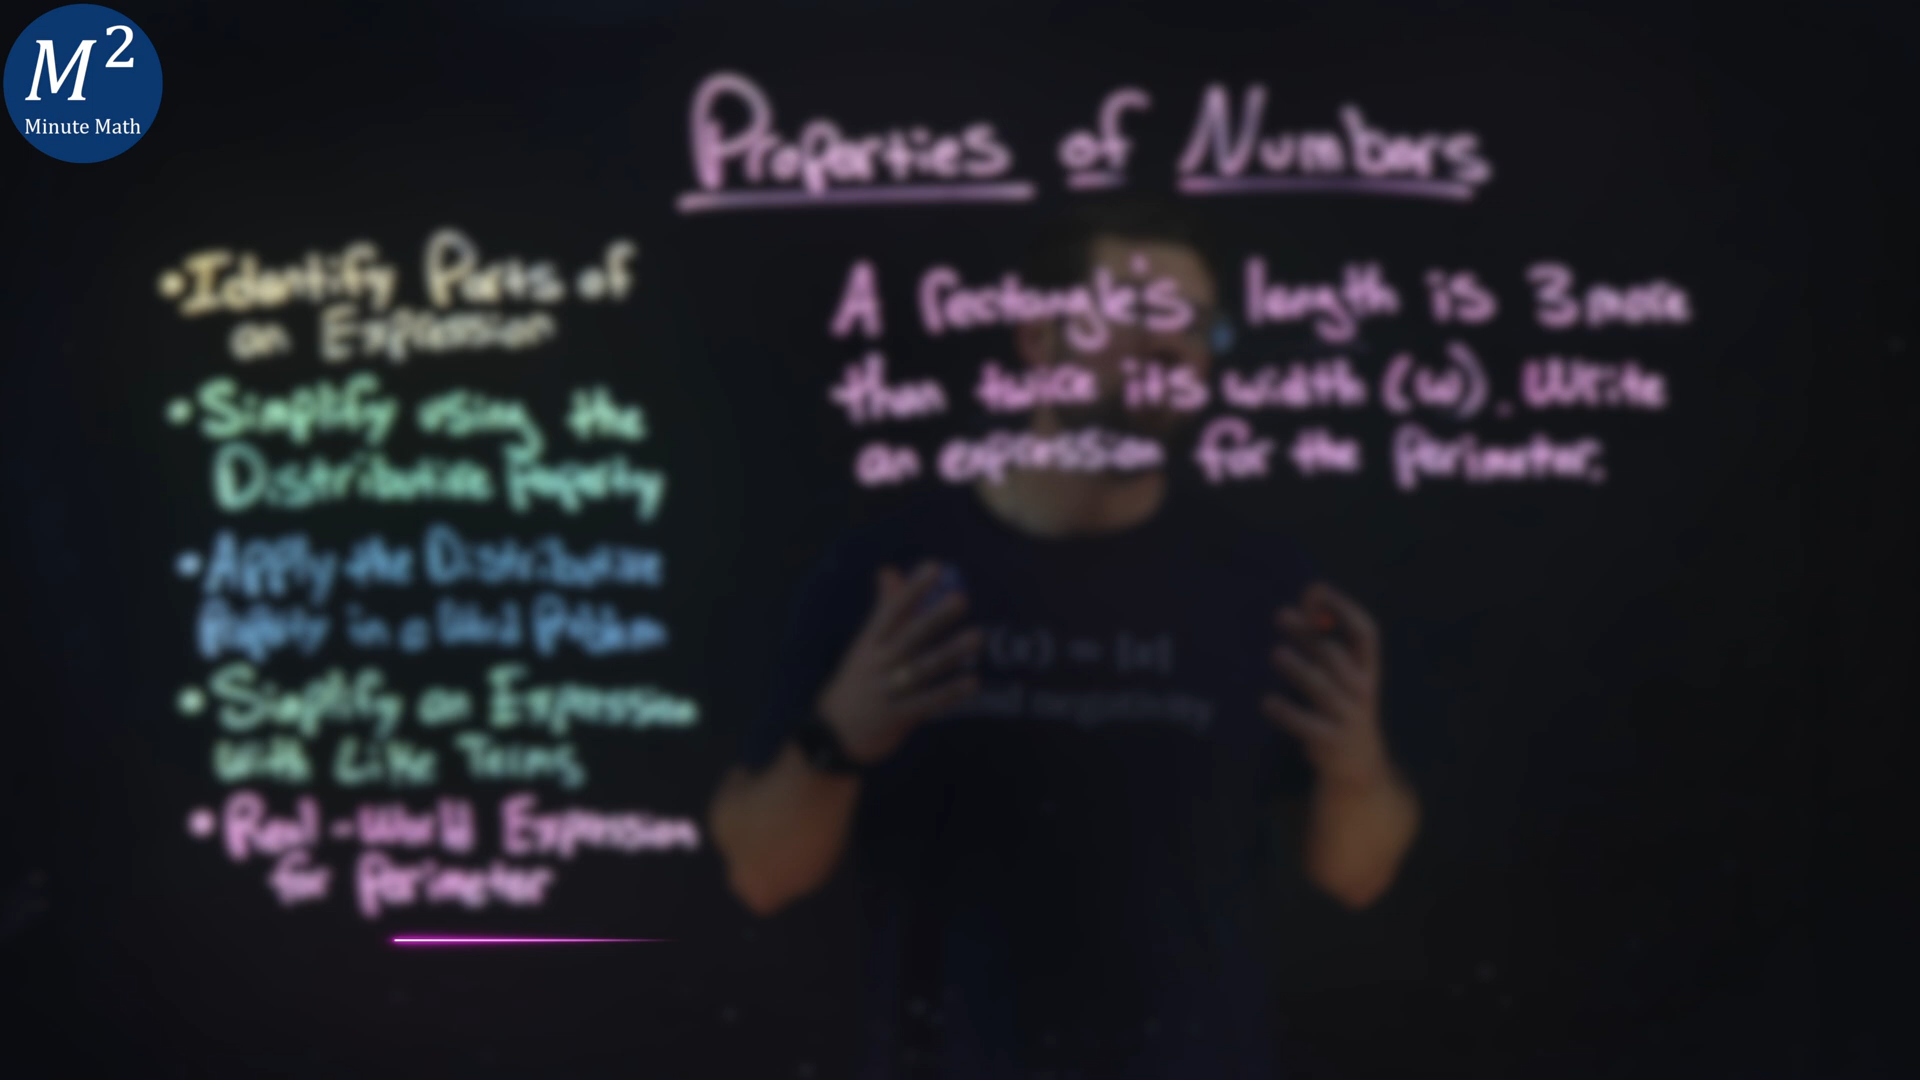 M²
Minute Math
Properties of Numbers
• Identify Parts of
an Expression
• Simplify using the
Distributive Property
• Apply the Distributive
Property in a Word Problem
• Simplify an Expression
with Like Terms
• Real-World Expression
for Perimeter
A rectangle's length is 3 more
than twice its width (w). Write
an expression for the perimeter.
(x) = |x|
negativity